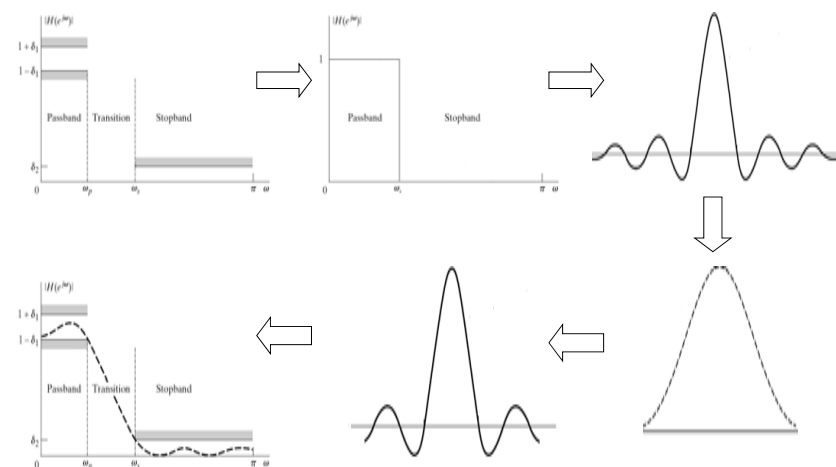 |H(e^{jω})|
1 + δ₁
1 − δ₁
Passband Transition Stopband
δ₂
0 ωₚ ωₛ π ω
|H(e^{jω})|
1
Passband Stopband
0 π ω
|H(e^{jω})|
1 + δ₁
1 − δ₁
Passband Transition Stopband
δ₂
0 ωₚ ωₛ π ω